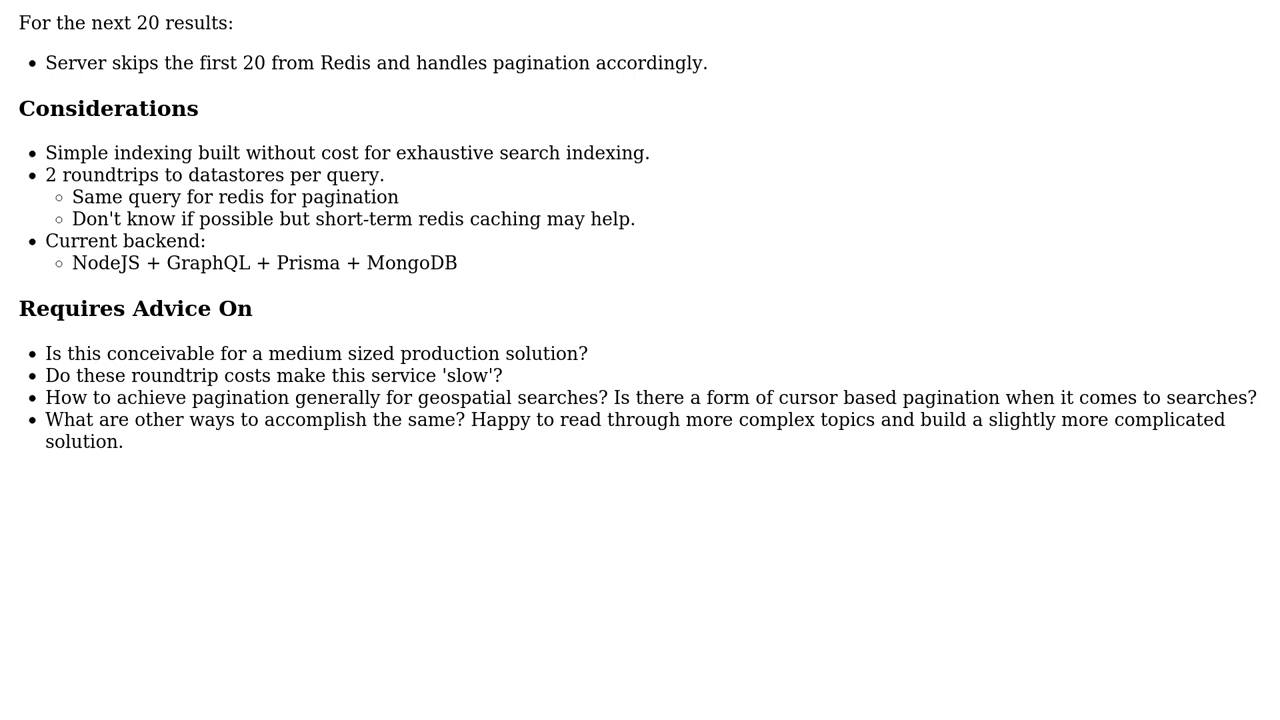 For the next 20 results:
• Server skips the first 20 from Redis and handles pagination accordingly.
Considerations
• Simple indexing built without cost for exhaustive search indexing.
• 2 roundtrips to datastores per query.
◦ Same query for redis for pagination
◦ Don't know if possible but short-term redis caching may help.
• Current backend:
◦ NodeJS + GraphQL + Prisma + MongoDB
Requires Advice On
• Is this conceivable for a medium sized production solution?
• Do these roundtrip costs make this service 'slow'?
• How to achieve pagination generally for geospatial searches? Is there a form of cursor based pagination when it comes to searches?
• What are other ways to accomplish the same? Happy to read through more complex topics and build a slightly more complicated
solution.